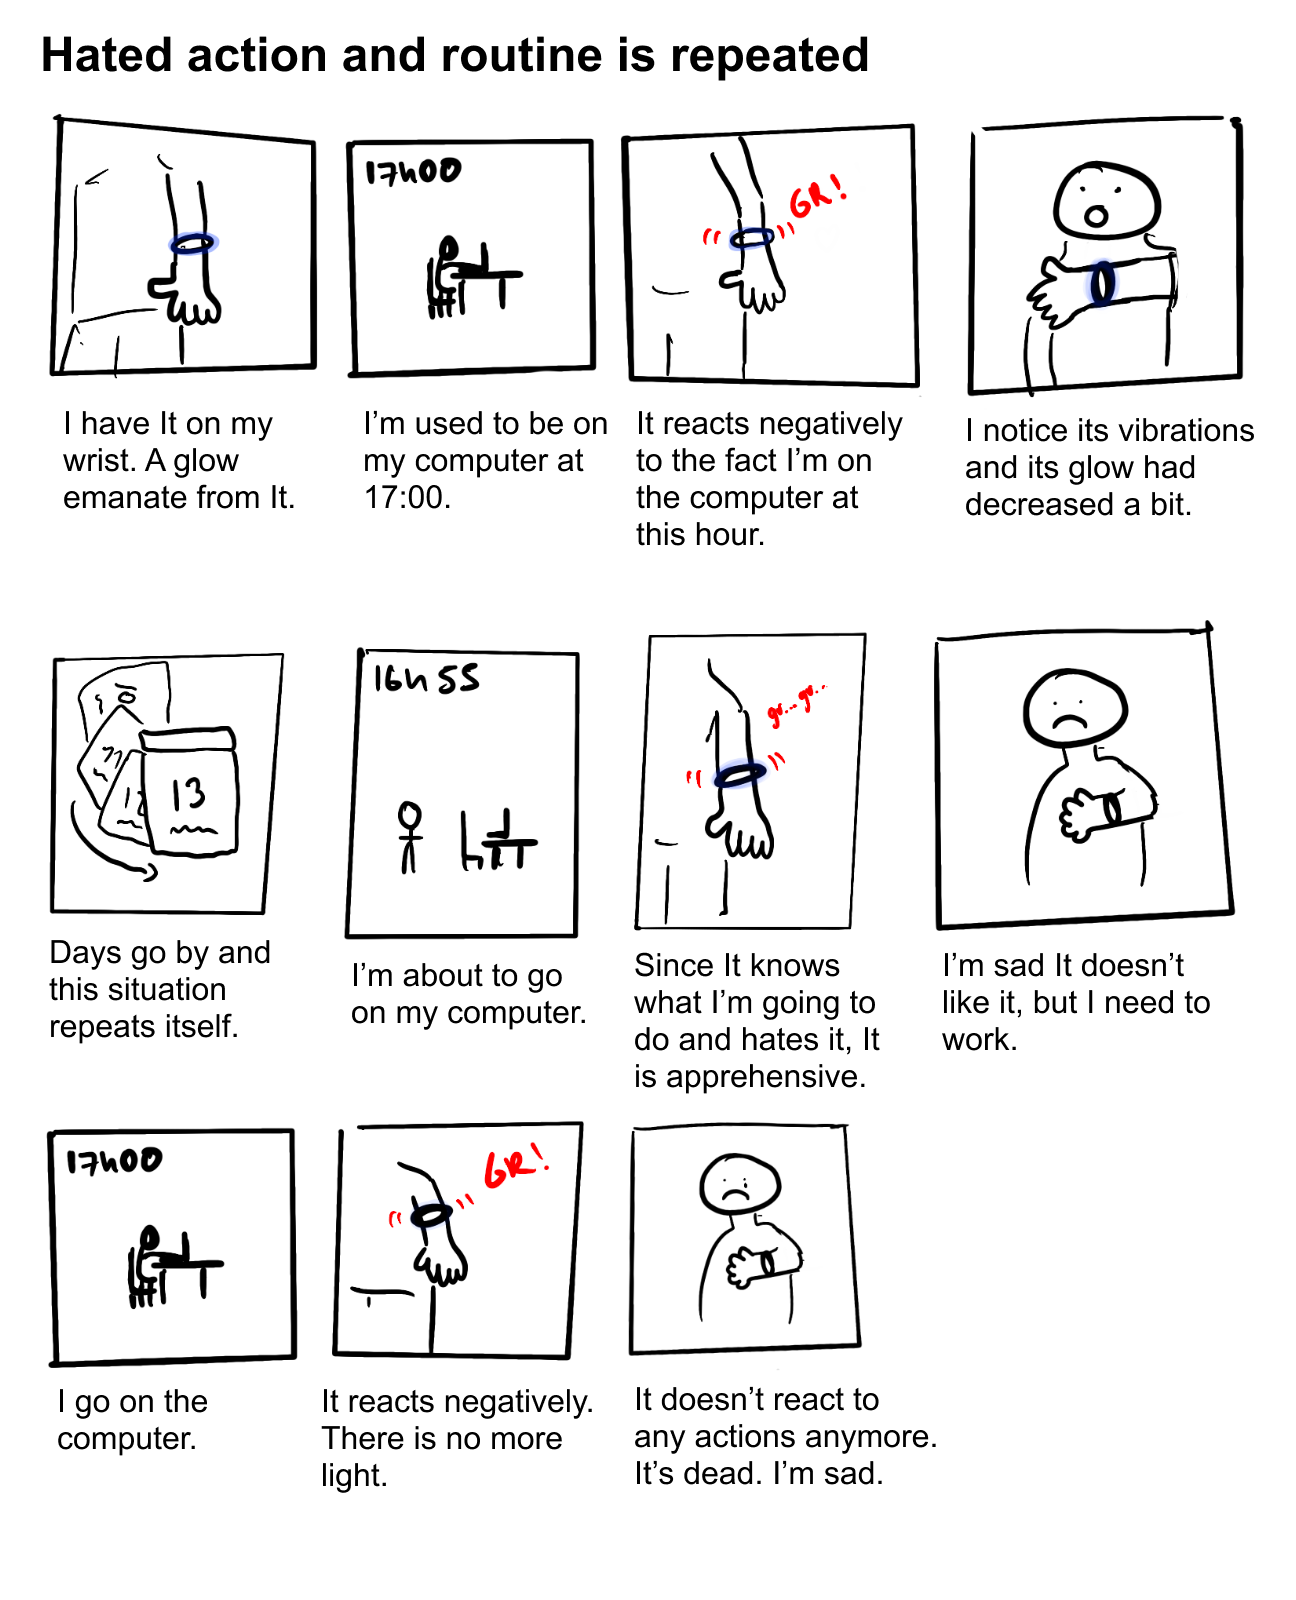 Hated action and routine is repeated
17h00
GR!
I have It on my
wrist. A glow
emanate from It.
I'm used to be on
my computer at
17:00.
It reacts negatively
to the fact I'm on
the computer at
this hour.
I notice its vibrations
and its glow had
decreased a bit.
13
16h55
gr...gr..
Days go by and
this situation
repeats itself.
I'm about to go
on my computer.
Since It knows
what I'm going to
do and hates it, It
is apprehensive.
I'm sad It doesn't
like it, but I need to
work.
17h00
GR!
I go on the
computer.
It reacts negatively.
There is no more
light.
It doesn't react to
any actions anymore.
It's dead. I'm sad.